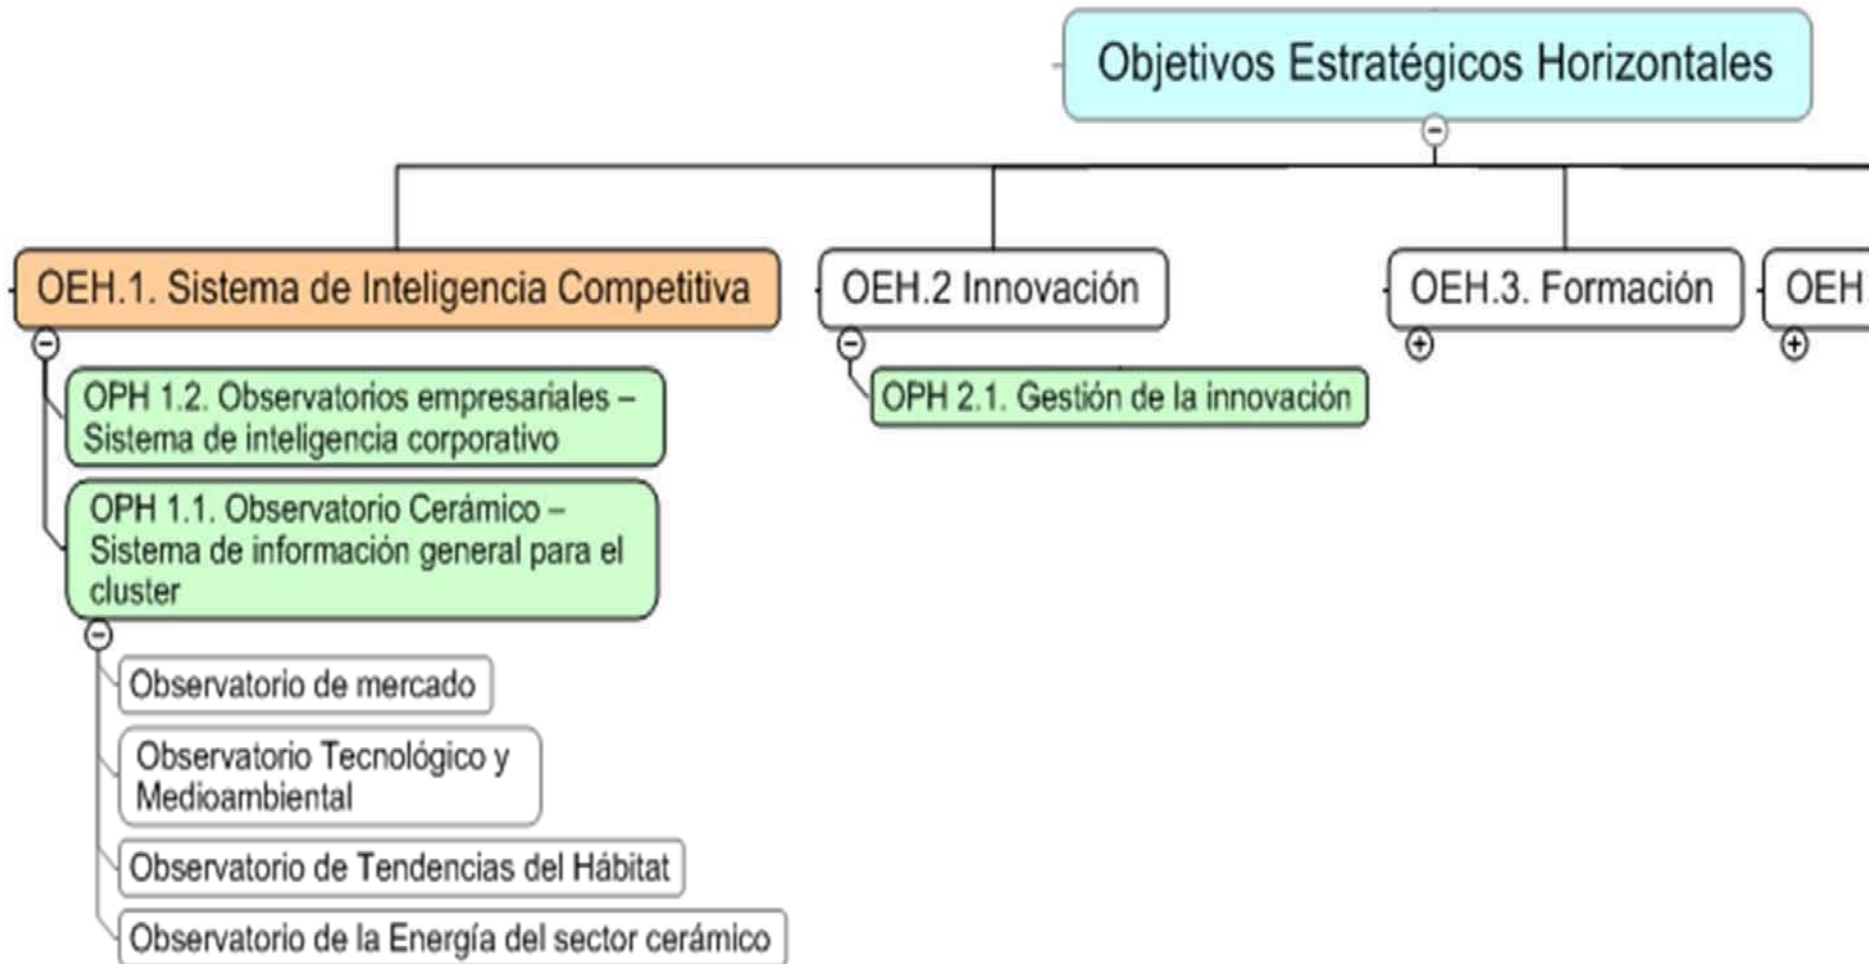 Objetivos Estratégicos Horizontales
OEH.1. Sistema de Inteligencia Competitiva
OEH.2 Innovación
OEH.3. Formación
OEH.
OPH 1.2. Observatorios empresariales –
Sistema de inteligencia corporativo
OPH 2.1. Gestión de la innovación
OPH 1.1. Observatorio Cerámico –
Sistema de información general para el
cluster
Observatorio de mercado
Observatorio Tecnológico y
Medioambiental
Observatorio de Tendencias del Hábitat
Observatorio de la Energía del sector cerámico